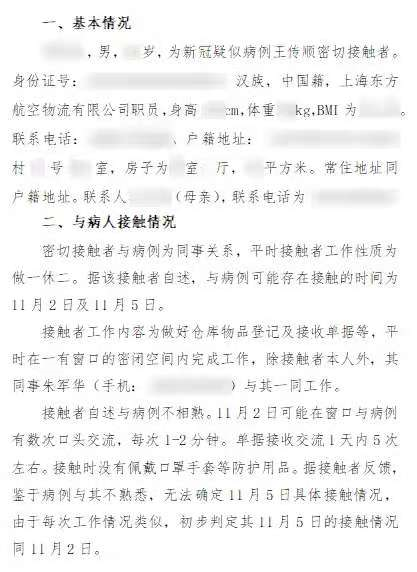 一、基本情况
，男，岁，为新冠疑似病例王传顺密切接触者。
身份证号：汉族，中国籍，上海东方
航空物流有限公司职员，身高cm,体重kg,BMI 为。
联系电话：、户籍地址：
村号室，房子为室厅，平方米。常住地址同
户籍地址。联系人（母亲），联系电话为
二、与病人接触情况
密切接触者与病例为同事关系，平时接触者工作性质为
做一休二。据该接触者自述，与病例可能存在接触的时间为
11月2日及11月5日。
接触者工作内容为做好仓库物品登记及接收单据等，平
时在一有窗口的密闭空间内完成工作，除接触者本人外，其
同事朱军华（手机：）与其一同工作。
接触者自述与病例不相熟。11月2日可能在窗口与病例
有数次口头交流，每次1-2分钟。单据接收交流1天内5次
左右。接触时没有佩戴口罩手套等防护用品。据接触者反馈，
鉴于病例与其不熟悉，无法确定11月5日具体接触情况，
由于每次工作情况类似，初步判定其11月5日的接触情况
同11月2日。